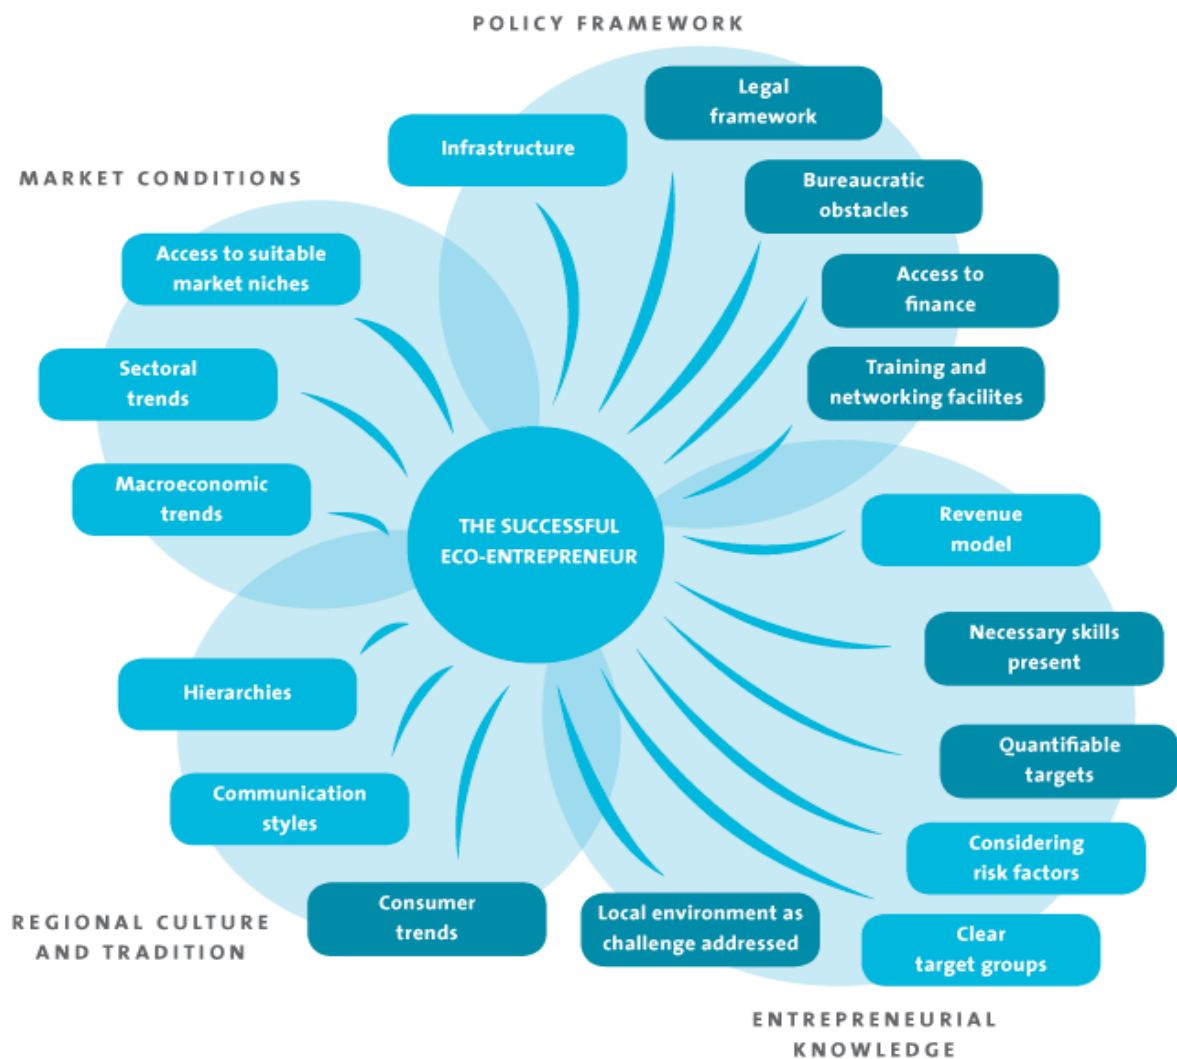 POLICY FRAMEWORK
Legal
framework
Infrastructure
Bureaucratic
obstacles
Access to
finance
Training and
networking facilites
MARKET CONDITIONS
Access to suitable
market niches
Sectoral
trends
Macroeconomic
trends
THE SUCCESSFUL
ECO-ENTREPRENEUR
Revenue
model
Necessary skills
present
Quantifiable
targets
Considering
risk factors
Clear
target groups
Local environment as
challenge addressed
ENTREPRENEURIAL
KNOWLEDGE
Hierarchies
Communication
styles
Consumer
trends
REGIONAL CULTURE
AND TRADITION